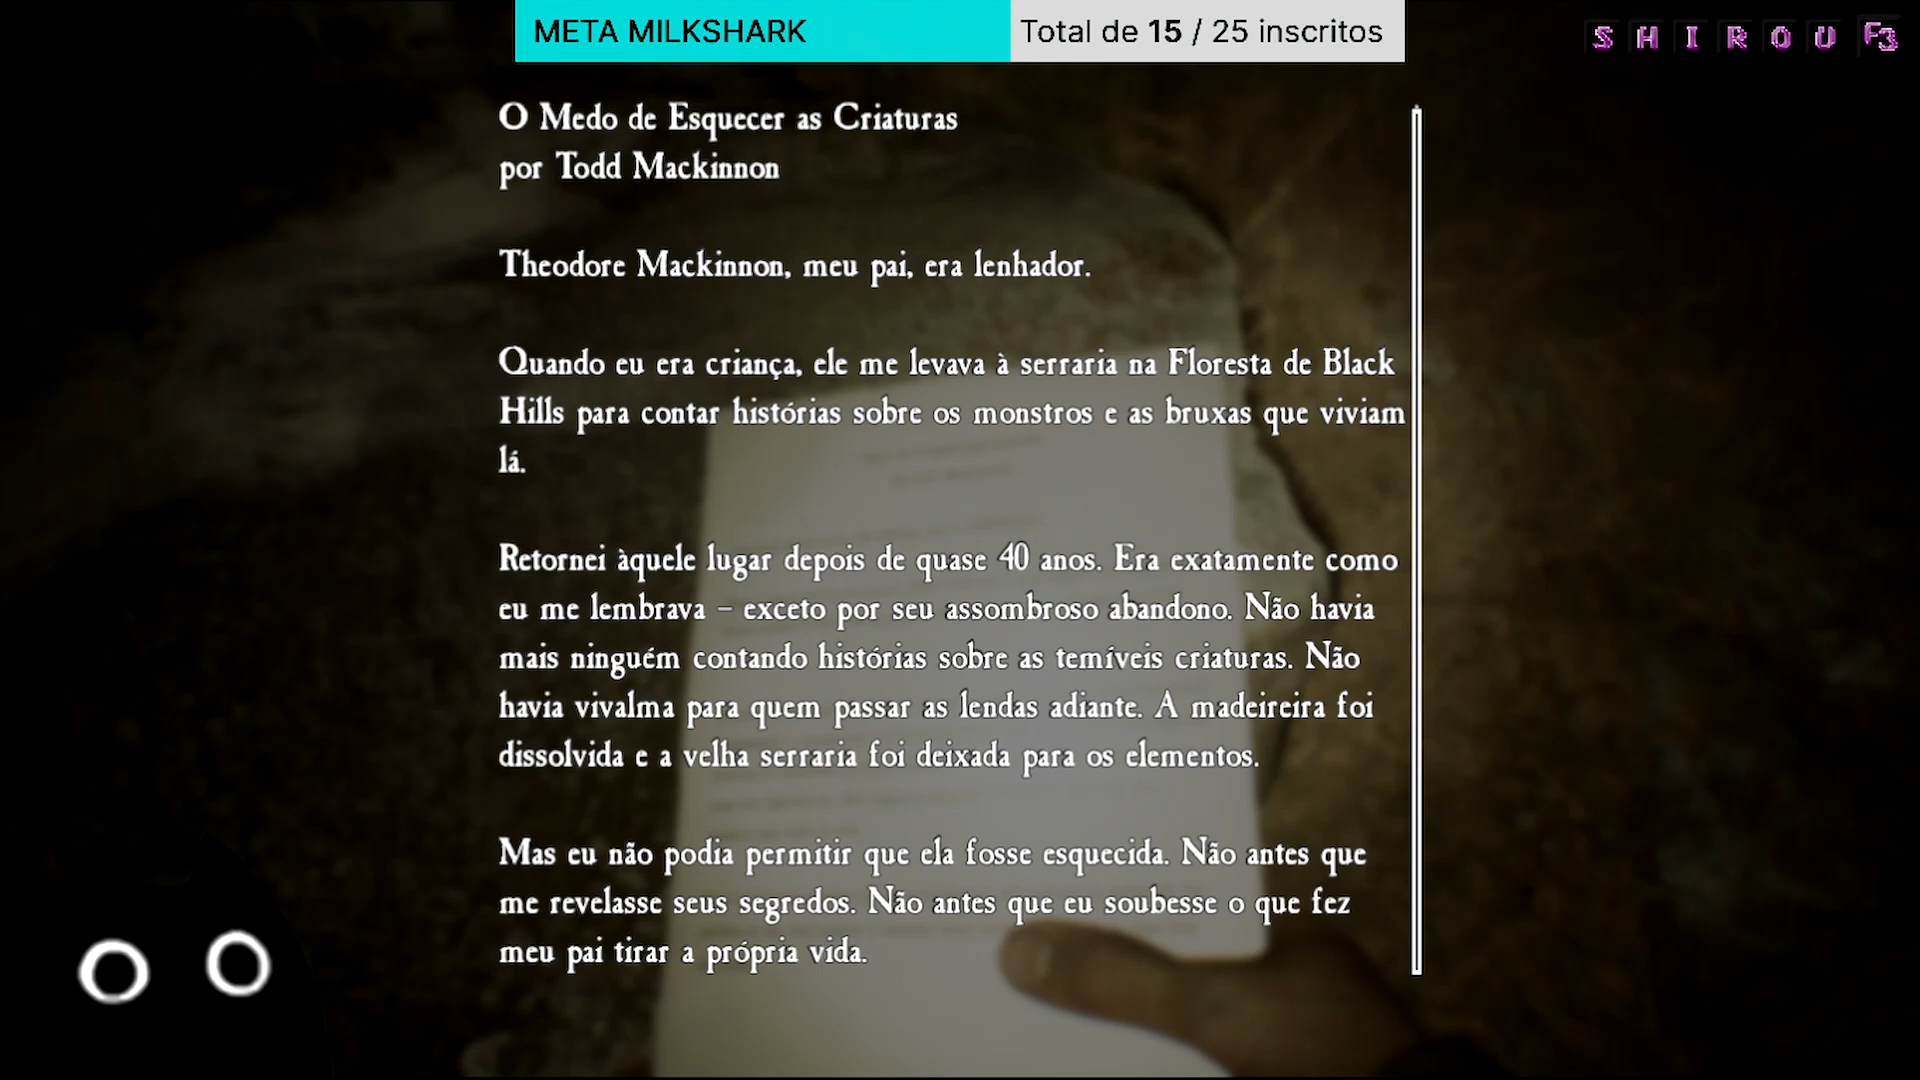 META MILKSHARK
Total de 15 / 25 inscritos
S H I R O U F3
O Medo de Esquecer as Criaturas
por Todd Mackinnon
Theodore Mackinnon, meu pai, era lenhador.
Quando eu era criança, ele me levava à serraria na Floresta de Black
Hills para contar histórias sobre os monstros e as bruxas que viviam
lá.
Retornei àquele lugar depois de quase 40 anos. Era exatamente como
eu me lembrava – exceto por seu assombroso abandono. Não havia
mais ninguém contando histórias sobre as temíveis criaturas. Não
havia vivalma para quem passar as lendas adiante. A madeireira foi
dissolvida e a velha serraria foi deixada para os elementos.
Mas eu não podia permitir que ela fosse esquecida. Não antes que
me revelasse seus segredos. Não antes que eu soubesse o que fez
meu pai tirar a própria vida.